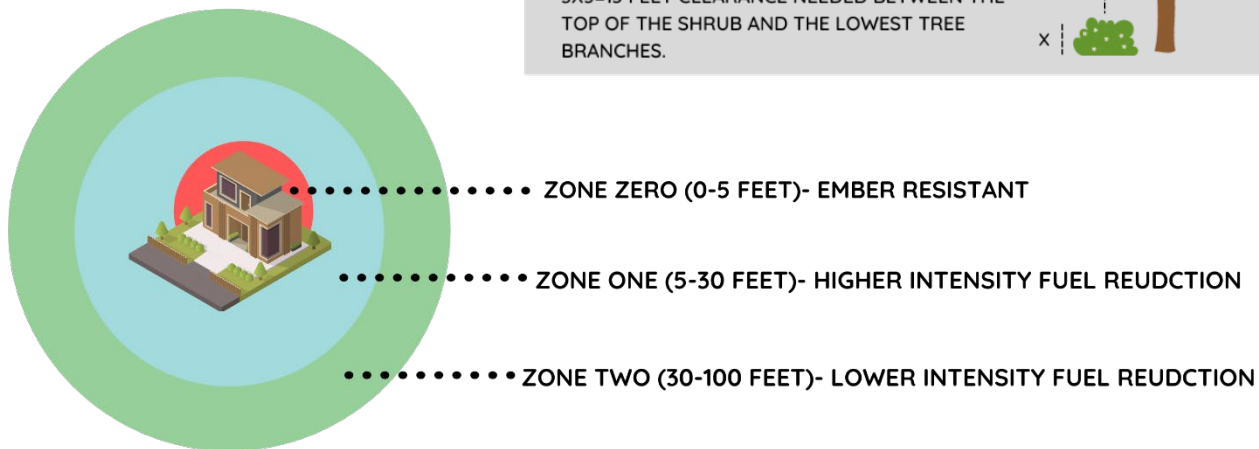 TOP OF THE SHRUB AND THE LOWEST TREE
BRANCHES.
X
ZONE ZERO (0-5 FEET)- EMBER RESISTANT
ZONE ONE (5-30 FEET)- HIGHER INTENSITY FUEL REUDCTION
ZONE TWO (30-100 FEET)- LOWER INTENSITY FUEL REUDCTION